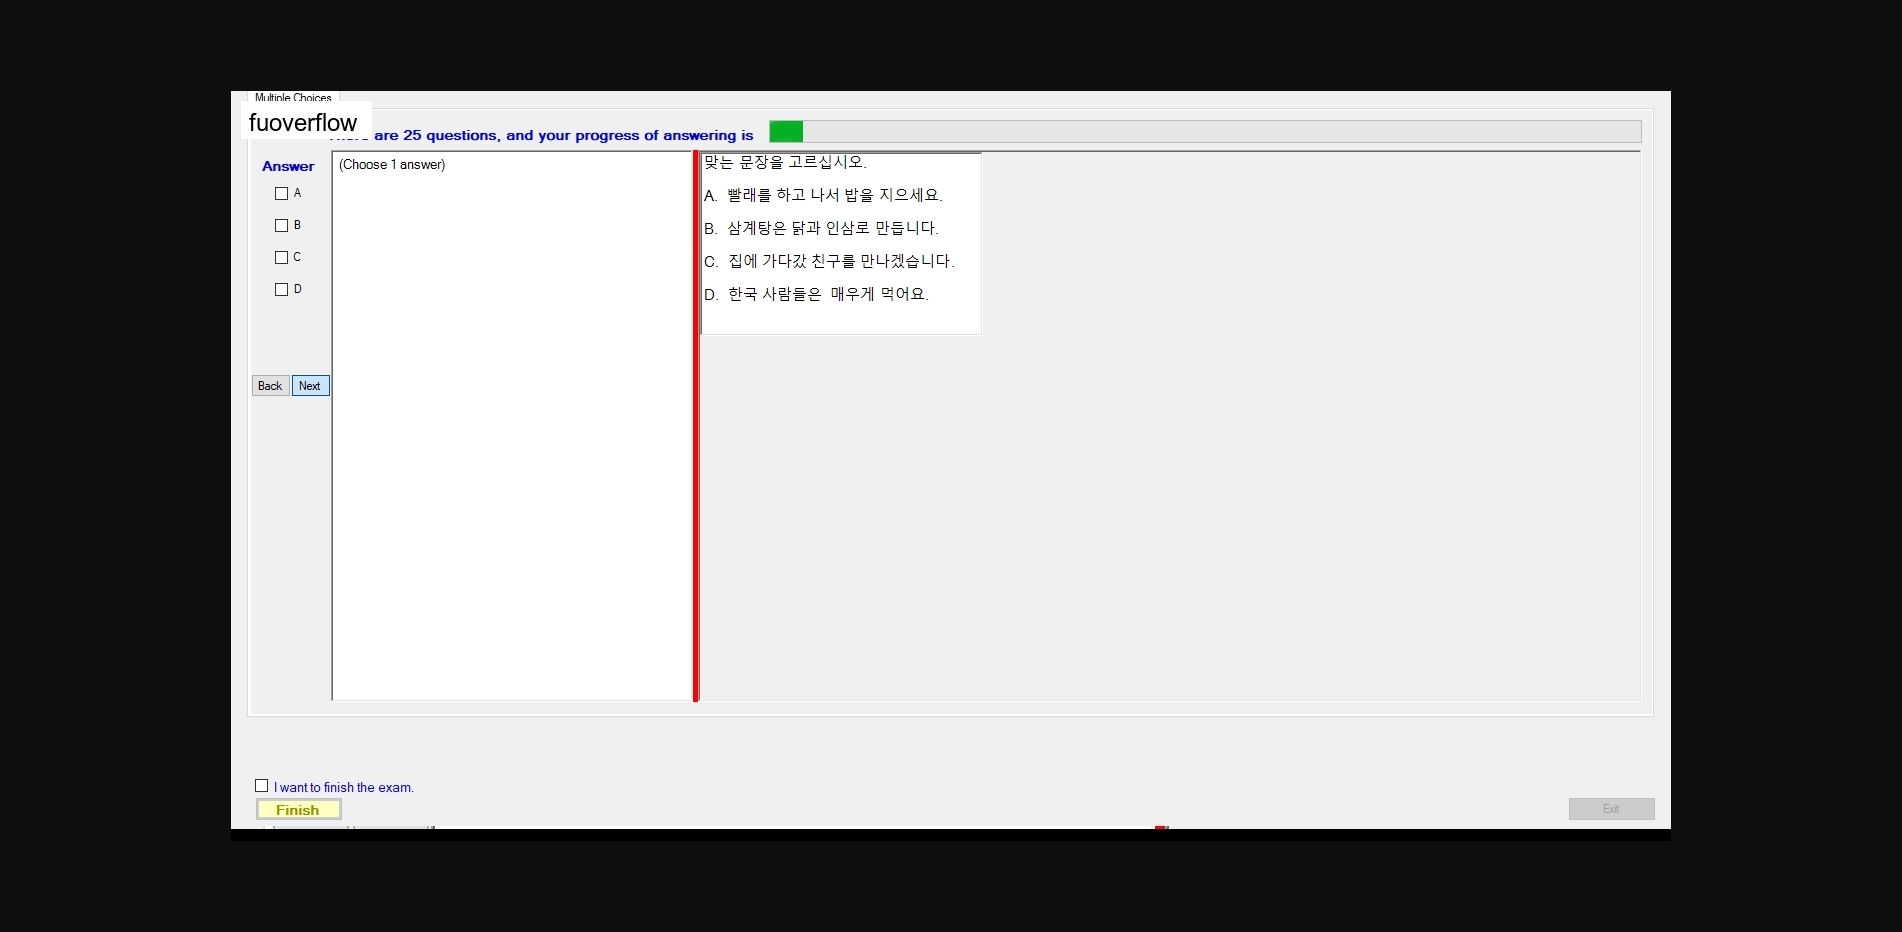 Multiple Choices
fuoverflow
There are 25 questions, and your progress of answering is
Answer
(Choose 1 answer)
A
B
C
D
Back
Next
맞는 문장을 고르십시오.
A. 빨래를 하고 나서 밥을 지으세요.
B. 삼계탕은 닭과 인삼로 만듭니다.
C. 집에 가다갔 친구를 만나겠습니다.
D. 한국 사람들은 매우게 먹어요.
I want to finish the exam.
Finish
Exit